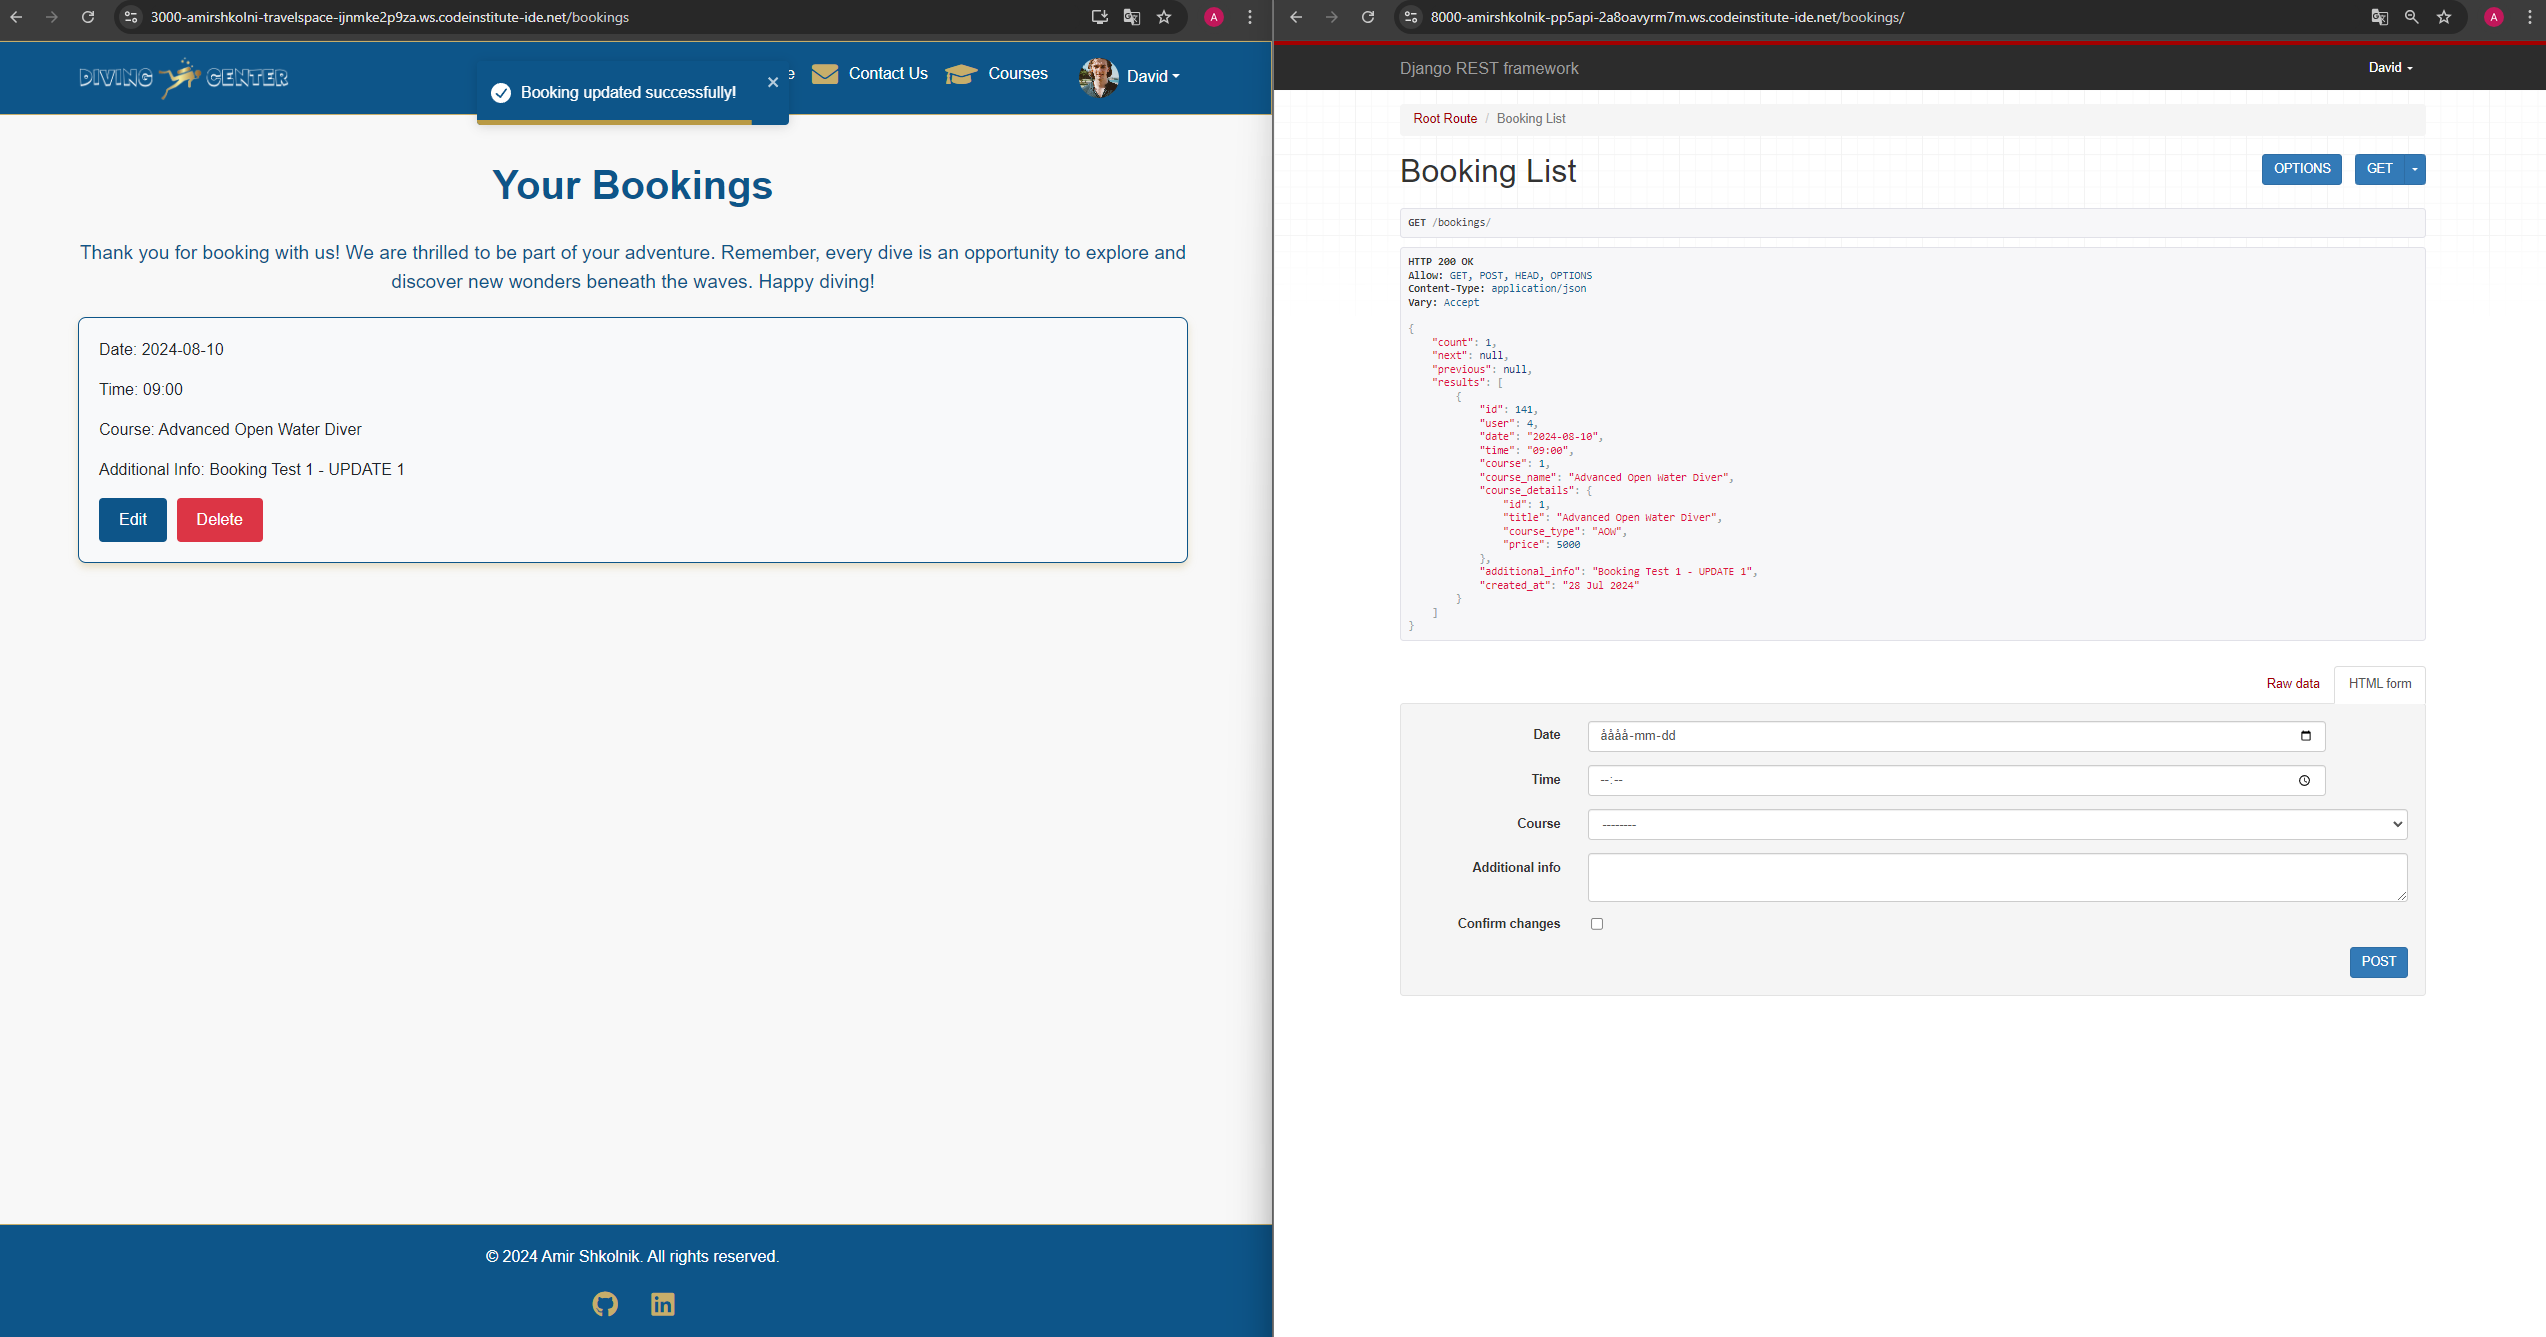 3000-amirshkolni-travelspace-ijnmke2p9za.ws.codeinstitute-ide.net/bookings
A
DIVING CENTER
e
Contact Us
Courses
David
Booking updated successfully!
Your Bookings
Thank you for booking with us! We are thrilled to be part of your adventure. Remember, every dive is an opportunity to explore and
discover new wonders beneath the waves. Happy diving!
Date: 2024-08-10
Time: 09:00
Course: Advanced Open Water Diver
Additional Info: Booking Test 1 - UPDATE 1
Edit
Delete
© 2024 Amir Shkolnik. All rights reserved.
in
8000-amirshkolnik-pp5api-2a8oavyrm7m.ws.codeinstitute-ide.net/bookings/
A
Django REST framework
David
Root Route / Booking List
Booking List
OPTIONS
GET
GET /bookings/
HTTP 200 OK
Allow: GET, POST, HEAD, OPTIONS
Content-Type: application/json
Vary: Accept
{
"count": 1,
"next": null,
"previous": null,
"results": [
{
"id": 141,
"user": 4,
"date": "2024-08-10",
"time": "09:00",
"course": 1,
"course_name": "Advanced Open Water Diver",
"course_details": {
"id": 1,
"title": "Advanced Open Water Diver",
"course_type": "AOW",
"price": 5000
},
"additional_info": "Booking Test 1 - UPDATE 1",
"created_at": "28 Jul 2024"
}
]
}
Raw data
HTML form
Date
åååå-mm-dd
Time
--:--
Course
--------
Additional info
Confirm changes
POST